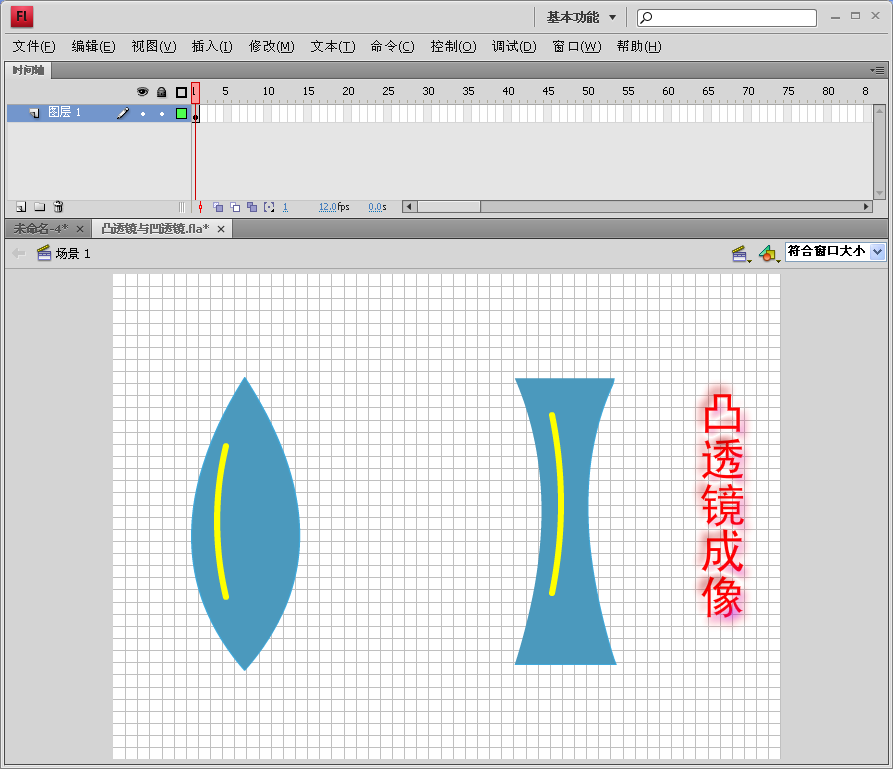 Fl
基本功能
文件(F) 编辑(E) 视图(V) 插入(I) 修改(M) 文本(T) 命令(C) 控制(O) 调试(D) 窗口(W) 帮助(H)
时间轴
1 5 10 15 20 25 30 35 40 45 50 55 60 65 70 75 80 8
图层 1
1 12.0fps 0.0s
未命名-4* 凸透镜与凹透镜.fla*
场景 1
符合窗口大小
凸透镜成像